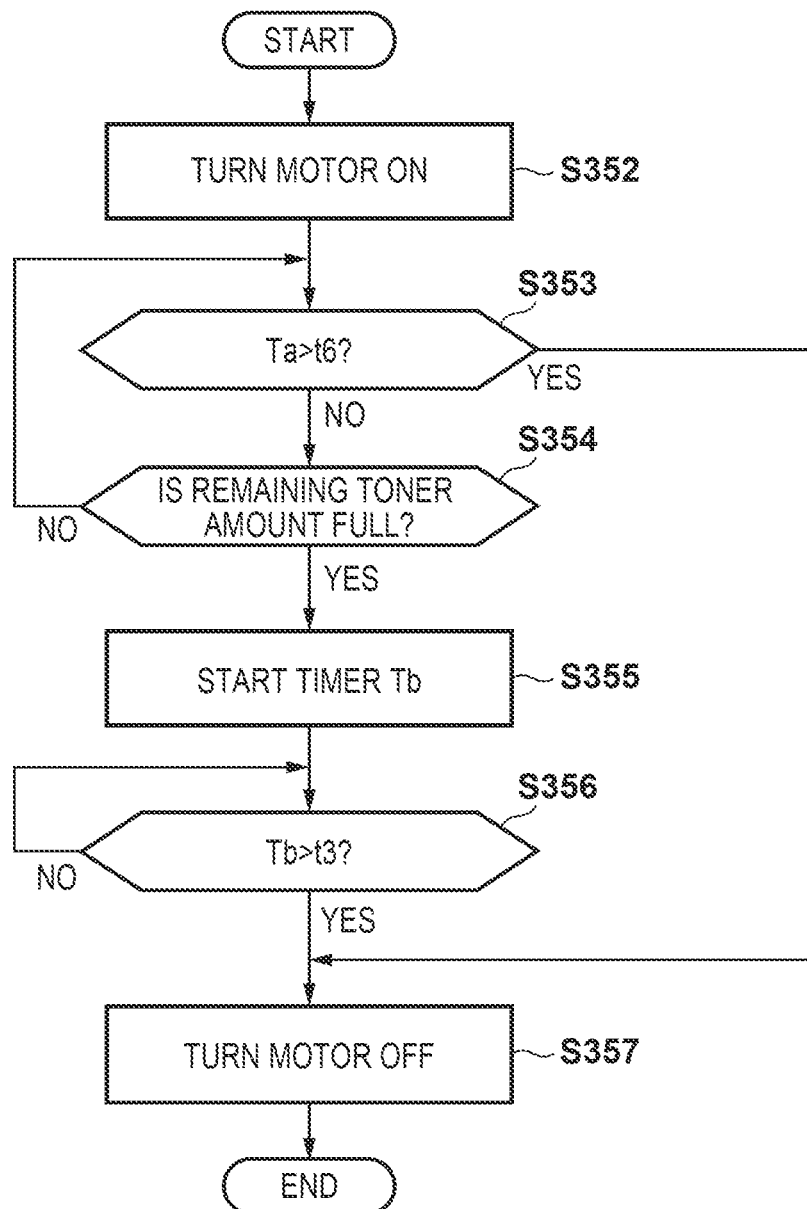 START
TURN MOTOR ON
S352
S353
Ta>t6?
YES
NO
S354
IS REMAINING TONER
AMOUNT FULL?
NO
YES
START TIMER Tb
S355
S356
Tb>t3?
NO
YES
TURN MOTOR OFF
S357
END